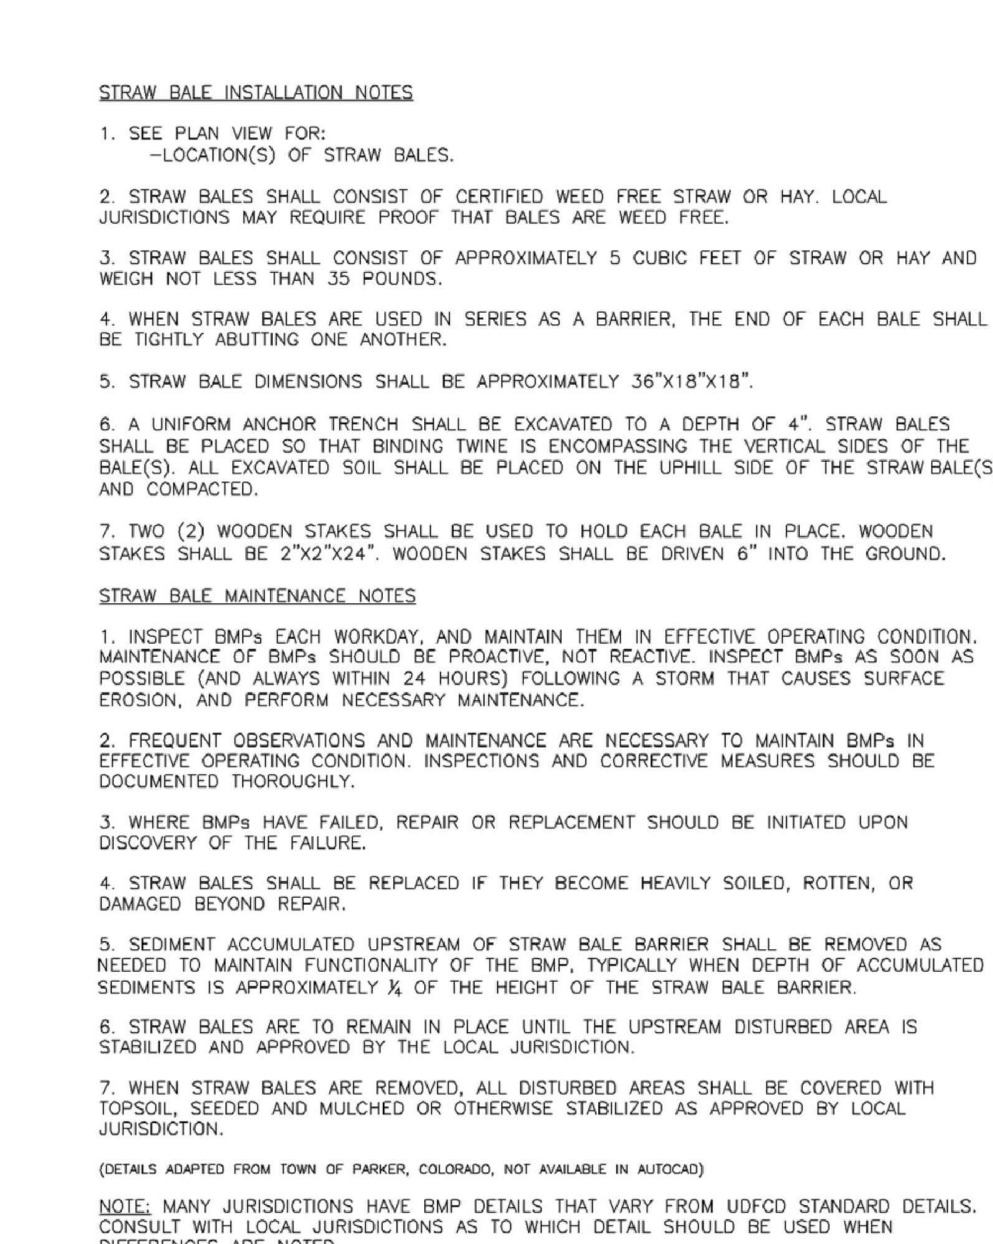 STRAW BALE INSTALLATION NOTES
1. SEE PLAN VIEW FOR:
–LOCATION(S) OF STRAW BALES.
2. STRAW BALES SHALL CONSIST OF CERTIFIED WEED FREE STRAW OR HAY. LOCAL
JURISDICTIONS MAY REQUIRE PROOF THAT BALES ARE WEED FREE.
3. STRAW BALES SHALL CONSIST OF APPROXIMATELY 5 CUBIC FEET OF STRAW OR HAY AND
WEIGH NOT LESS THAN 35 POUNDS.
4. WHEN STRAW BALES ARE USED IN SERIES AS A BARRIER, THE END OF EACH BALE SHALL
BE TIGHTLY ABUTTING ONE ANOTHER.
5. STRAW BALE DIMENSIONS SHALL BE APPROXIMATELY 36"X18"X18".
6. A UNIFORM ANCHOR TRENCH SHALL BE EXCAVATED TO A DEPTH OF 4". STRAW BALES
SHALL BE PLACED SO THAT BINDING TWINE IS ENCOMPASSING THE VERTICAL SIDES OF THE
BALE(S). ALL EXCAVATED SOIL SHALL BE PLACED ON THE UPHILL SIDE OF THE STRAW BALE(S
AND COMPACTED.
7. TWO (2) WOODEN STAKES SHALL BE USED TO HOLD EACH BALE IN PLACE. WOODEN
STAKES SHALL BE 2"X2"X24". WOODEN STAKES SHALL BE DRIVEN 6" INTO THE GROUND.
STRAW BALE MAINTENANCE NOTES
1. INSPECT BMPs EACH WORKDAY, AND MAINTAIN THEM IN EFFECTIVE OPERATING CONDITION.
MAINTENANCE OF BMPs SHOULD BE PROACTIVE, NOT REACTIVE. INSPECT BMPs AS SOON AS
POSSIBLE (AND ALWAYS WITHIN 24 HOURS) FOLLOWING A STORM THAT CAUSES SURFACE
EROSION, AND PERFORM NECESSARY MAINTENANCE.
2. FREQUENT OBSERVATIONS AND MAINTENANCE ARE NECESSARY TO MAINTAIN BMPs IN
EFFECTIVE OPERATING CONDITION. INSPECTIONS AND CORRECTIVE MEASURES SHOULD BE
DOCUMENTED THOROUGHLY.
3. WHERE BMPs HAVE FAILED, REPAIR OR REPLACEMENT SHOULD BE INITIATED UPON
DISCOVERY OF THE FAILURE.
4. STRAW BALES SHALL BE REPLACED IF THEY BECOME HEAVILY SOILED, ROTTEN, OR
DAMAGED BEYOND REPAIR.
5. SEDIMENT ACCUMULATED UPSTREAM OF STRAW BALE BARRIER SHALL BE REMOVED AS
NEEDED TO MAINTAIN FUNCTIONALITY OF THE BMP, TYPICALLY WHEN DEPTH OF ACCUMULATED
SEDIMENTS IS APPROXIMATELY ¼ OF THE HEIGHT OF THE STRAW BALE BARRIER.
6. STRAW BALES ARE TO REMAIN IN PLACE UNTIL THE UPSTREAM DISTURBED AREA IS
STABILIZED AND APPROVED BY THE LOCAL JURISDICTION.
7. WHEN STRAW BALES ARE REMOVED, ALL DISTURBED AREAS SHALL BE COVERED WITH
TOPSOIL, SEEDED AND MULCHED OR OTHERWISE STABILIZED AS APPROVED BY LOCAL
JURISDICTION.
(DETAILS ADAPTED FROM TOWN OF PARKER, COLORADO, NOT AVAILABLE IN AUTOCAD)
NOTE: MANY JURISDICTIONS HAVE BMP DETAILS THAT VARY FROM UDFCD STANDARD DETAILS.
CONSULT WITH LOCAL JURISDICTIONS AS TO WHICH DETAIL SHOULD BE USED WHEN
DIFFERENCES ARE NOTED